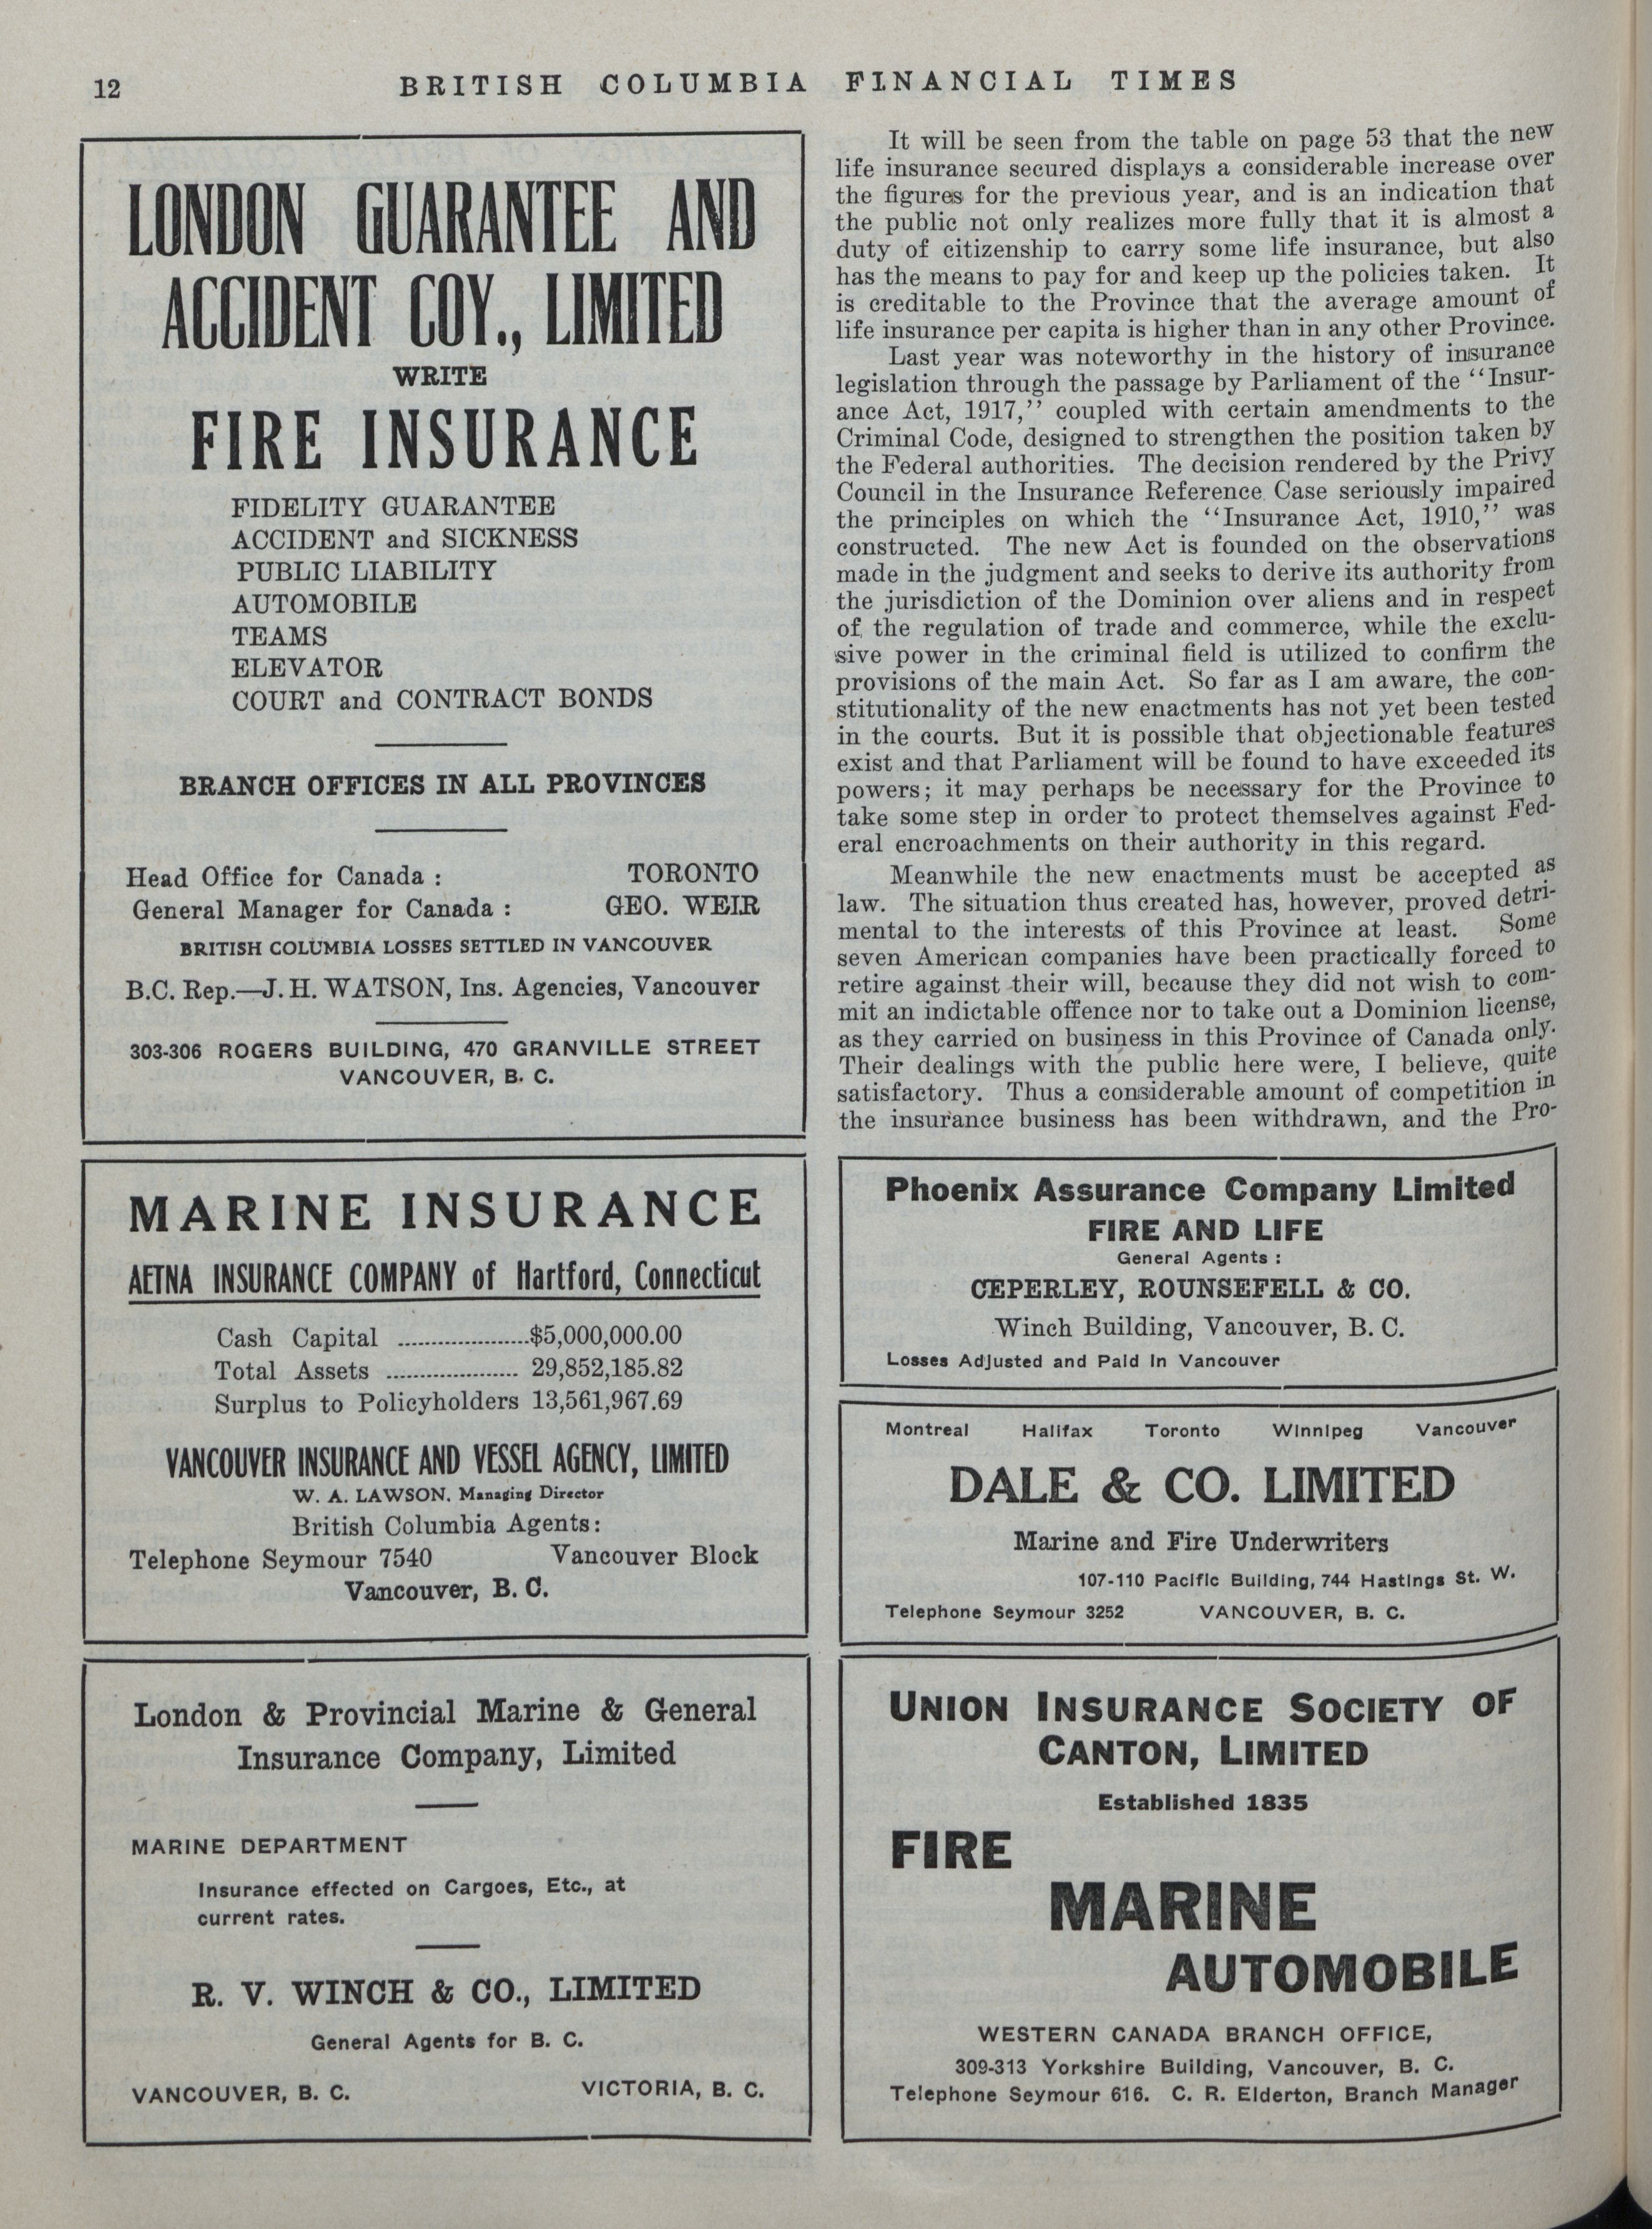 12
BRITISH COLUMBIA FINANCIAL TIMES
LONDON GUARANTEE AND
ACCIDENT COY., LIMITED
WRITE
FIRE INSURANCE
FIDELITY GUARANTEE
ACCIDENT and SICKNESS
PUBLIC LIABILITY
AUTOMOBILE
TEAMS
ELEVATOR
COURT and CONTRACT BONDS
BRANCH OFFICES IN ALL PROVINCES
Head Office for Canada : TORONTO
General Manager for Canada : GEO. WEIR
BRITISH COLUMBIA LOSSES SETTLED IN VANCOUVER
B.C. Rep.—J. H. WATSON, Ins. Agencies, Vancouver
303-306 ROGERS BUILDING, 470 GRANVILLE STREET
VANCOUVER, B. C.
MARINE INSURANCE
AETNA INSURANCE COMPANY of Hartford, Connecticut
Cash Capital ....................$5,000,000.00
Total Assets .................... 29,852,185.82
Surplus to Policyholders 13,561,967.69
VANCOUVER INSURANCE AND VESSEL AGENCY, LIMITED
W. A. LAWSON. Managing Director
British Columbia Agents:
Telephone Seymour 7540 Vancouver Block
Vancouver, B. C.
London & Provincial Marine & General
Insurance Company, Limited
MARINE DEPARTMENT
Insurance effected on Cargoes, Etc., at
current rates.
R. V. WINCH & CO., LIMITED
General Agents for B. C.
VANCOUVER, B. C. VICTORIA, B. C.
It will be seen from the table on page 53 that the new
life insurance secured displays a considerable increase over
the figures for the previous year, and is an indication that
the public not only realizes more fully that it is almost a
duty of citizenship to carry some life insurance, but also
has the means to pay for and keep up the policies taken. It
is creditable to the Province that the average amount of
life insurance per capita is higher than in any other Province.
Last year was noteworthy in the history of insurance
legislation through the passage by Parliament of the "Insur-
ance Act, 1917," coupled with certain amendments to the
Criminal Code, designed to strengthen the position taken by
the Federal authorities. The decision rendered by the Privy
Council in the Insurance Reference Case seriously impaired
the principles on which the "Insurance Act, 1910," was
constructed. The new Act is founded on the observations
made in the judgment and seeks to derive its authority from
the jurisdiction of the Dominion over aliens and in respect
of the regulation of trade and commerce, while the exclu-
sive power in the criminal field is utilized to confirm the
provisions of the main Act. So far as I am aware, the con-
stitutionality of the new enactments has not yet been tested
in the courts. But it is possible that objectionable features
exist and that Parliament will be found to have exceeded its
powers; it may perhaps be necessary for the Province to
take some step in order to protect themselves against Fed-
eral encroachments on their authority in this regard.
Meanwhile the new enactments must be accepted as
law. The situation thus created has, however, proved detri-
mental to the interests of this Province at least. Some
seven American companies have been practically forced to
retire against their will, because they did not wish to com-
mit an indictable offence nor to take out a Dominion license,
as they carried on business in this Province of Canada only.
Their dealings with the public here were, I believe, quite
satisfactory. Thus a considerable amount of competition in
the insurance business has been withdrawn, and the Pro-
Phoenix Assurance Company Limited
FIRE AND LIFE
General Agents :
CEPERLEY, ROUNSEFELL & CO.
Winch Building, Vancouver, B. C.
Losses Adjusted and Paid in Vancouver
Montreal Halifax Toronto Winnipeg Vancouver
DALE & CO. LIMITED
Marine and Fire Underwriters
107-110 Pacific Building, 744 Hastings St. W.
Telephone Seymour 3252 VANCOUVER, B. C.
UNION INSURANCE SOCIETY OF
CANTON, LIMITED
Established 1835
FIRE
MARINE
AUTOMOBILE
WESTERN CANADA BRANCH OFFICE,
309-313 Yorkshire Building, Vancouver, B. C.
Telephone Seymour 616. C. R. Elderton, Branch Manager